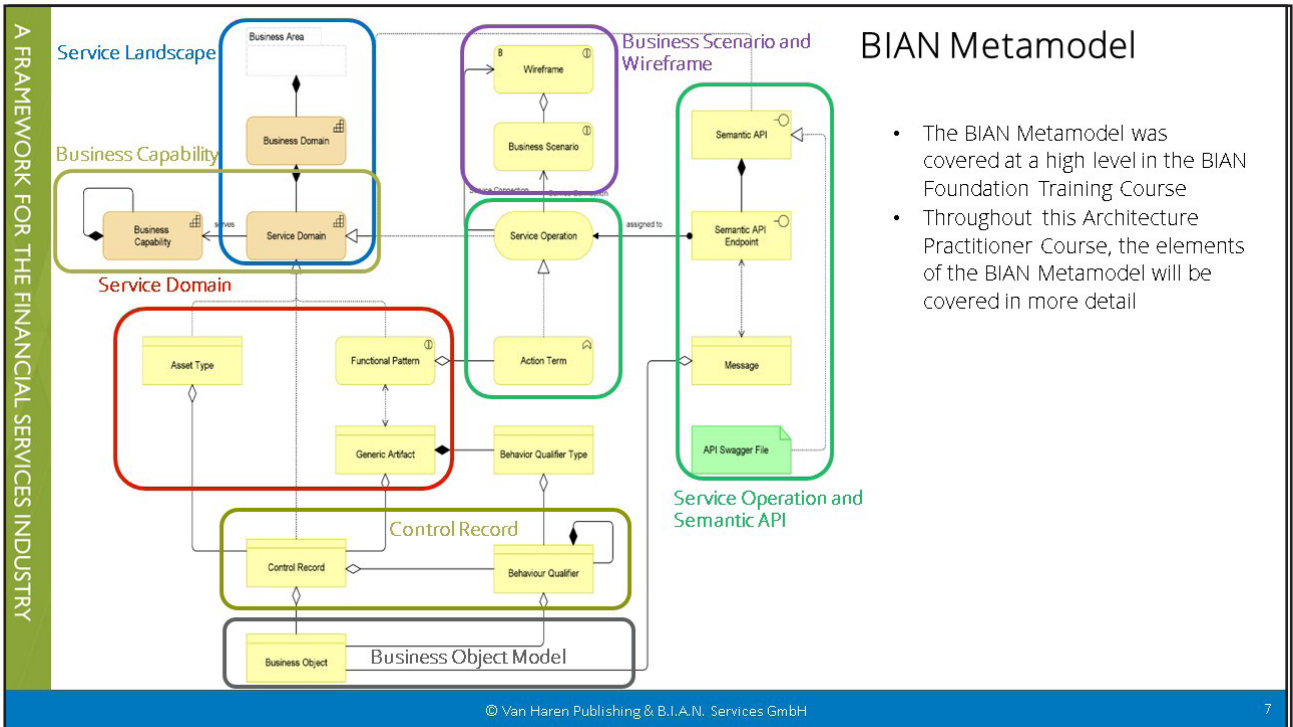 A FRAMEWORK FOR THE FINANCIAL SERVICES INDUSTRY
BIAN Metamodel
• The BIAN Metamodel was
covered at a high level in the BIAN
Foundation Training Course
• Throughout this Architecture
Practitioner Course, the elements
of the BIAN Metamodel will be
covered in more detail
Service Landscape
Business Area
Business Domain
Business Capability
Business
Capability
serves
Service Domain
Business Scenario and
Wireframe
B
Wireframe
Business Scenario
Service Connection
Service Operation
assigned to
Semantic API
Semantic API
Endpoint
Service Domain
Asset Type
Functional Pattern
Action Term
Message
Generic Artifact
Behavior Qualifier Type
API Swagger File
Service Operation and
Semantic API
Control Record
Control Record
Behaviour Qualifier
Business Object
Business Object Model
© Van Haren Publishing & B.I.A.N. Services GmbH
7